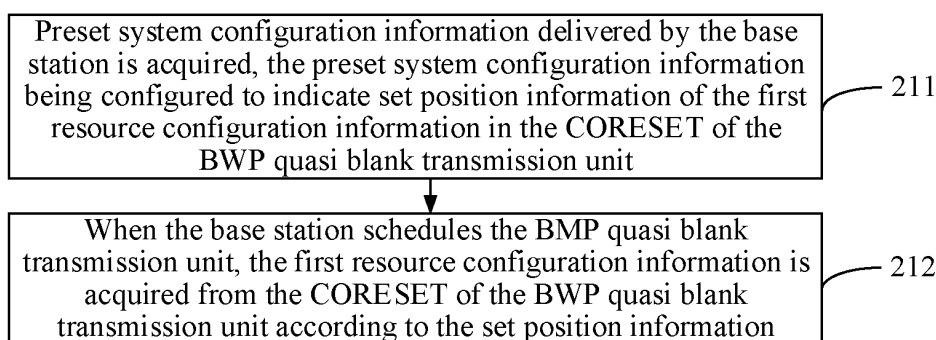 Preset system configuration information delivered by the base
station is acquired, the preset system configuration information
being configured to indicate set position information of the first
resource configuration information in the CORESET of the
BWP quasi blank transmission unit
211
When the base station schedules the BMP quasi blank
transmission unit, the first resource configuration information is
acquired from the CORESET of the BWP quasi blank
transmission unit according to the set position information
212